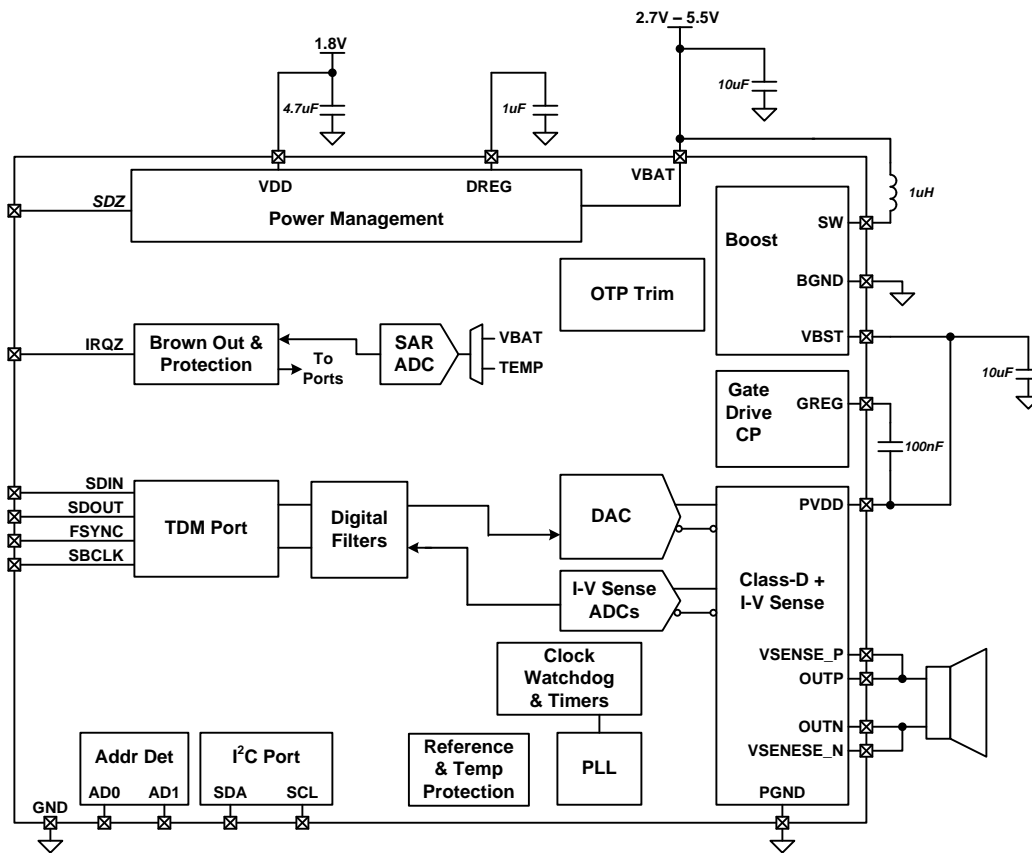 2.7V – 5.5V
1.8V
4.7uF
1uF
10uF
VDD
DREG
VBAT
SDZ
Power Management
1uH
SW
Boost
BGND
VBST
OTP Trim
IRQZ
Brown Out &
Protection
To
Ports
SAR
ADC
VBAT
TEMP
10uF
Gate
Drive
CP
GREG
100nF
SDIN
SDOUT
FSYNC
SBCLK
TDM Port
Digital
Filters
DAC
PVDD
I-V Sense
ADCs
Class-D +
I-V Sense
Clock
Watchdog
& Timers
VSENSE_P
OUTP
OUTN
VSENESE_N
Addr Det
AD0
AD1
I²C Port
SDA
SCL
Reference
& Temp
Protection
PLL
PGND
GND